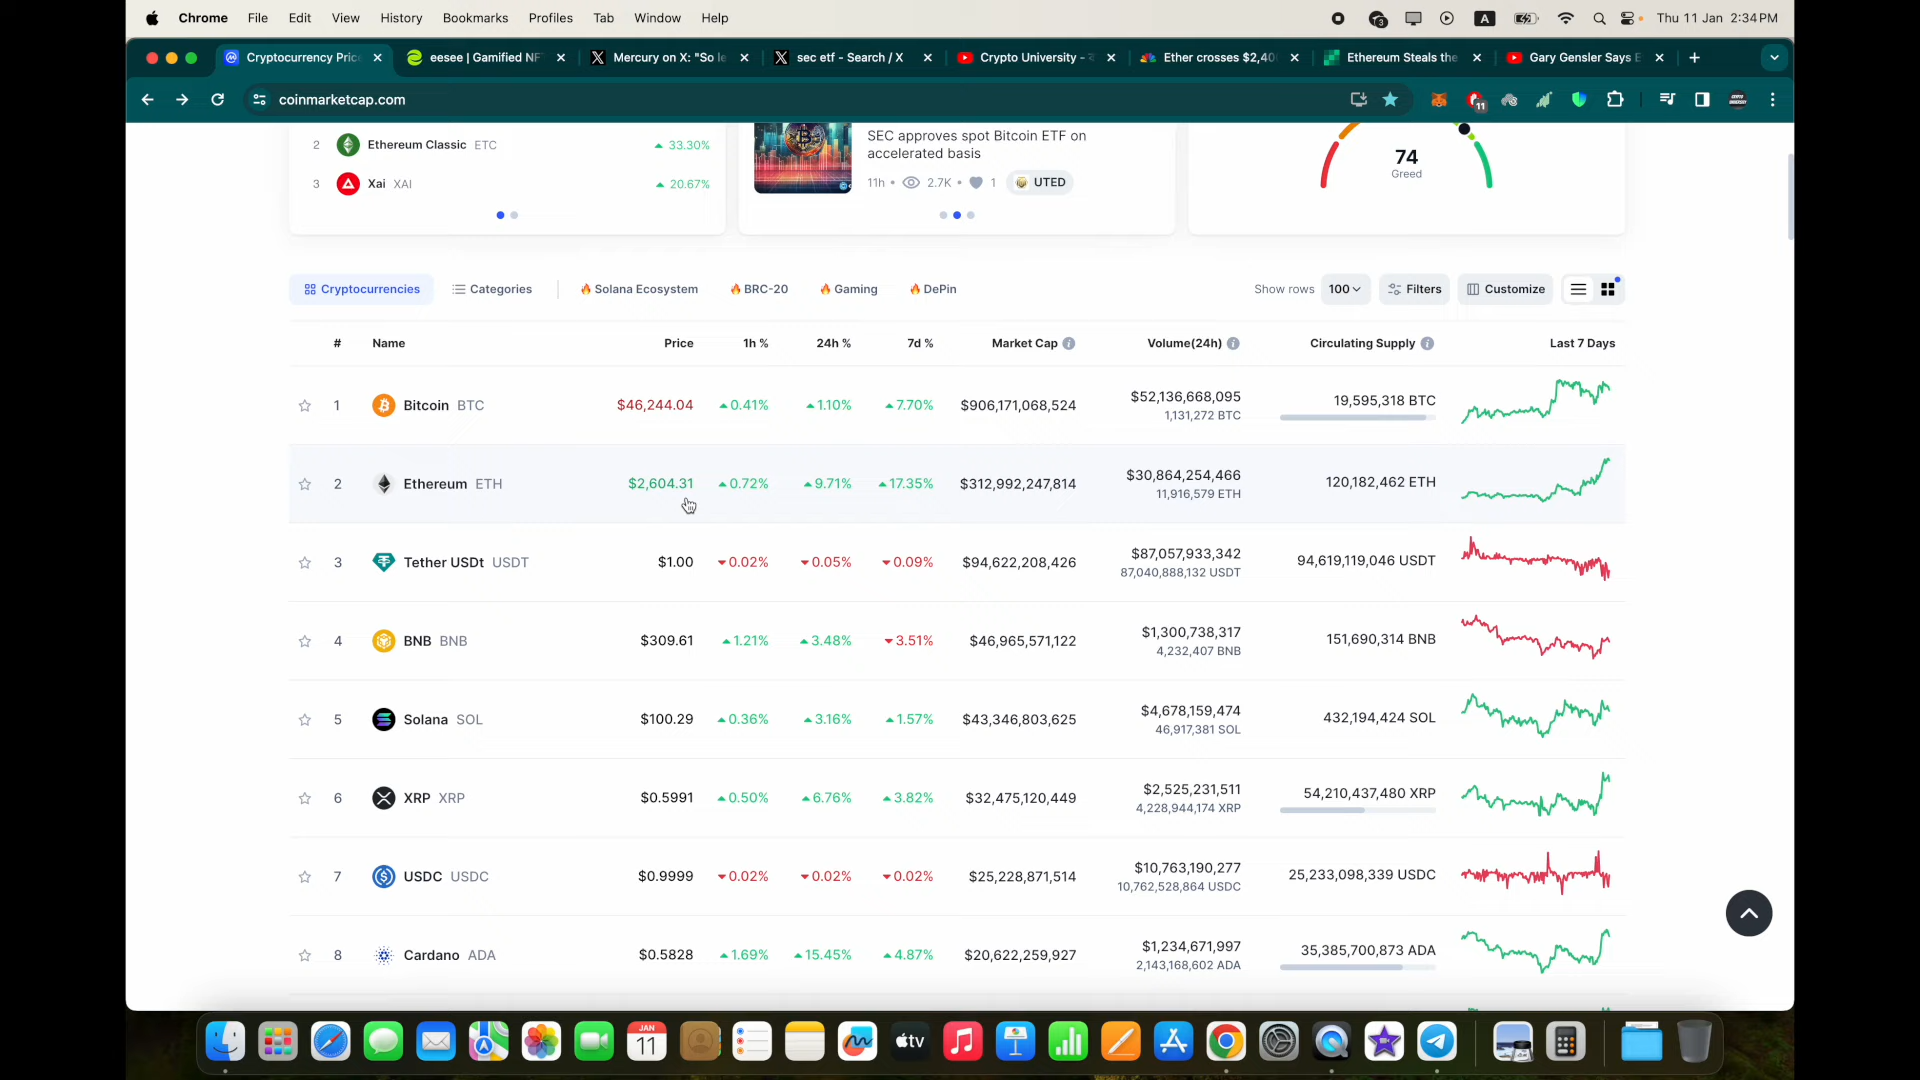 Chrome File Edit View History Bookmarks Profiles Tab Window Help
3 A Thu 11 Jan 2:34 PM
Cryptocurrency Pric eesee | Gamified NF Mercury on X: "So le sec etf - Search / X Crypto University - Ether crosses $2,40 Ethereum Steals the Gary Gensler Says E
coinmarketcap.com 11
2 Ethereum Classic ETC 33.30%
3 Xai XAI 20.67%
SEC approves spot Bitcoin ETF on
accelerated basis
11h • 2.7K • 1 UTED
74
Greed
Cryptocurrencies Categories Solana Ecosystem BRC-20 Gaming DePin Show rows 100 Filters Customize
# Name Price 1h % 24h % 7d % Market Cap Volume(24h) Circulating Supply Last 7 Days
1 Bitcoin BTC $46,244.04 0.41% 1.10% 7.70% $906,171,068,524 $52,136,668,095 19,595,318 BTC
1,131,272 BTC
2 Ethereum ETH $2,604.31 0.72% 9.71% 17.35% $312,992,247,814 $30,864,254,466 120,182,462 ETH
11,916,579 ETH
3 Tether USDt USDT $1.00 0.02% 0.05% 0.09% $94,622,208,426 $87,057,933,342 94,619,119,046 USDT
87,040,888,132 USDT
4 BNB BNB $309.61 1.21% 3.48% 3.51% $46,965,571,122 $1,300,738,317 151,690,314 BNB
4,232,407 BNB
5 Solana SOL $100.29 0.36% 3.16% 1.57% $43,346,803,625 $4,678,159,474 432,194,424 SOL
46,917,381 SOL
6 XRP XRP $0.5991 0.50% 6.76% 3.82% $32,475,120,449 $2,525,231,511 54,210,437,480 XRP
4,228,944,174 XRP
7 USDC USDC $0.9999 0.02% 0.02% 0.02% $25,228,871,514 $10,763,190,277 25,233,098,339 USDC
10,762,528,864 USDC
8 Cardano ADA $0.5828 1.69% 15.45% 4.87% $20,622,259,927 $1,234,671,997 35,385,700,873 ADA
2,143,168,602 ADA
JAN
11
tv